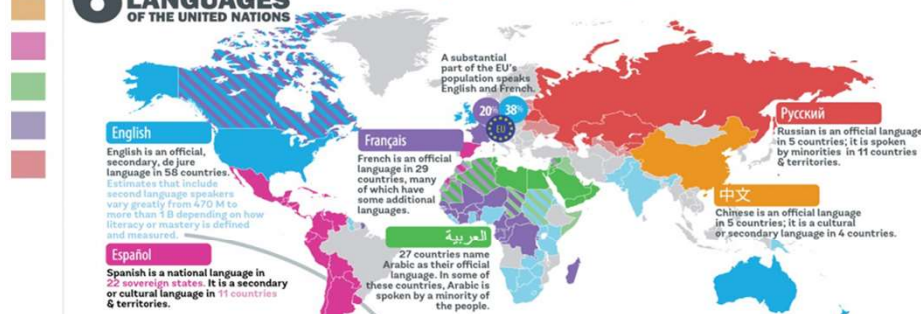 6 LANGUAGES
OF THE UNITED NATIONS
A substantial
part of the EU's
population speaks
English and French.
20%
38%
EU
English
English is an official,
secondary, de jure
language in 58 countries.
Estimates that include
second language speakers
vary greatly from 470 M to
more than 1 B depending on how
literacy or mastery is defined
and measured.
Français
French is an official
language in 29
countries, many
of which have
some additional
languages.
Русский
Russian is an official language
in 5 countries; it is spoken
by minorities in 11 countries
& territories.
中文
Chinese is an official language
in 5 countries; it is a cultural
or secondary language in 4 countries.
العربية
27 countries name
Arabic as their official
language. In some of
these countries, Arabic is
spoken by a minority of
the people.
Español
Spanish is a national language in
22 sovereign states. It is a secondary
or cultural language in 11 countries
& territories.